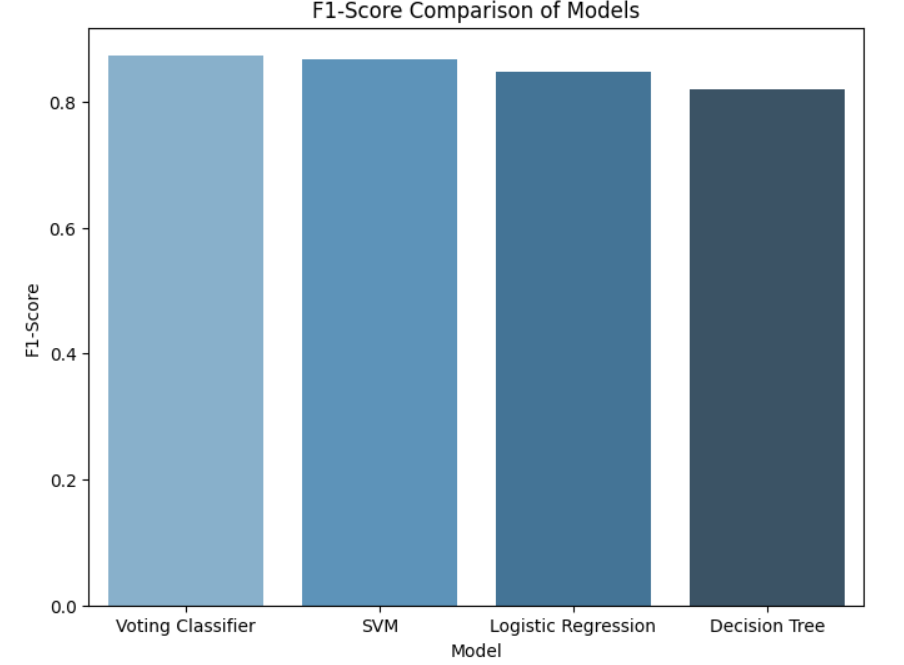 F1-Score Comparison of Models
F1-Score
0.8
0.6
0.4
0.2
0.0
Voting Classifier
SVM
Logistic Regression
Decision Tree
Model